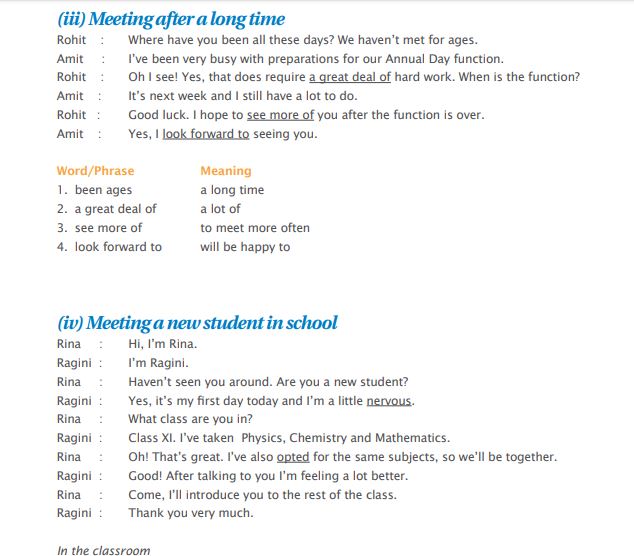 (iii) Meeting after a long time
Rohit : Where have you been all these days? We haven't met for ages.
Amit : I've been very busy with preparations for our Annual Day function.
Rohit : Oh I see! Yes, that does require a great deal of hard work. When is the function?
Amit : It's next week and I still have a lot to do.
Rohit : Good luck. I hope to see more of you after the function is over.
Amit : Yes, I look forward to seeing you.
Word/Phrase Meaning
1. been ages a long time
2. a great deal of a lot of
3. see more of to meet more often
4. look forward to will be happy to
(iv) Meeting a new student in school
Rina : Hi, I'm Rina.
Ragini : I'm Ragini.
Rina : Haven't seen you around. Are you a new student?
Ragini : Yes, it's my first day today and I'm a little nervous.
Rina : What class are you in?
Ragini : Class XI. I've taken Physics, Chemistry and Mathematics.
Rina : Oh! That's great. I've also opted for the same subjects, so we'll be together.
Ragini : Good! After talking to you I'm feeling a lot better.
Rina : Come, I'll introduce you to the rest of the class.
Ragini : Thank you very much.
In the classroom